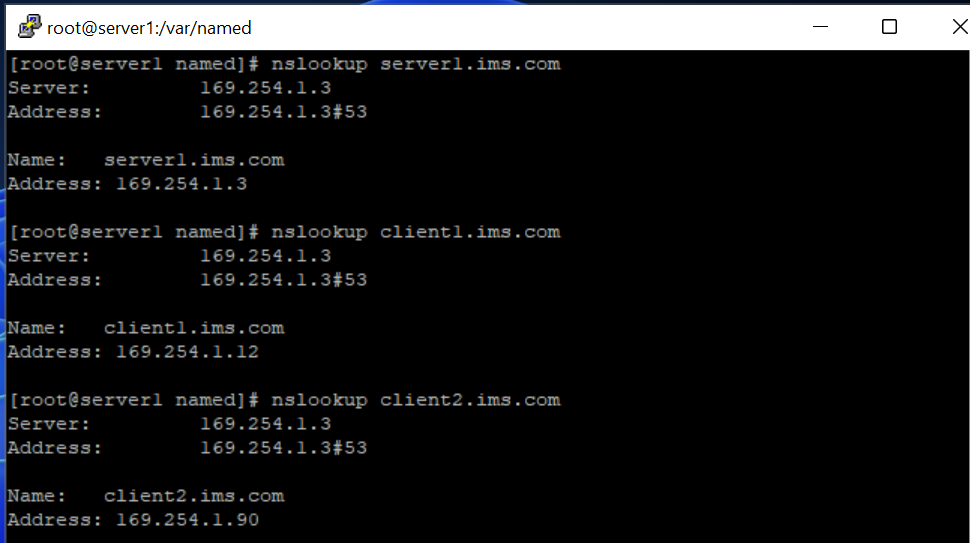 root@server1:/var/named
[root@server1 named]# nslookup server1.ims.com
Server:         169.254.1.3
Address:        169.254.1.3#53
Name:   server1.ims.com
Address: 169.254.1.3
[root@server1 named]# nslookup client1.ims.com
Server:         169.254.1.3
Address:        169.254.1.3#53
Name:   client1.ims.com
Address: 169.254.1.12
[root@server1 named]# nslookup client2.ims.com
Server:         169.254.1.3
Address:        169.254.1.3#53
Name:   client2.ims.com
Address: 169.254.1.90